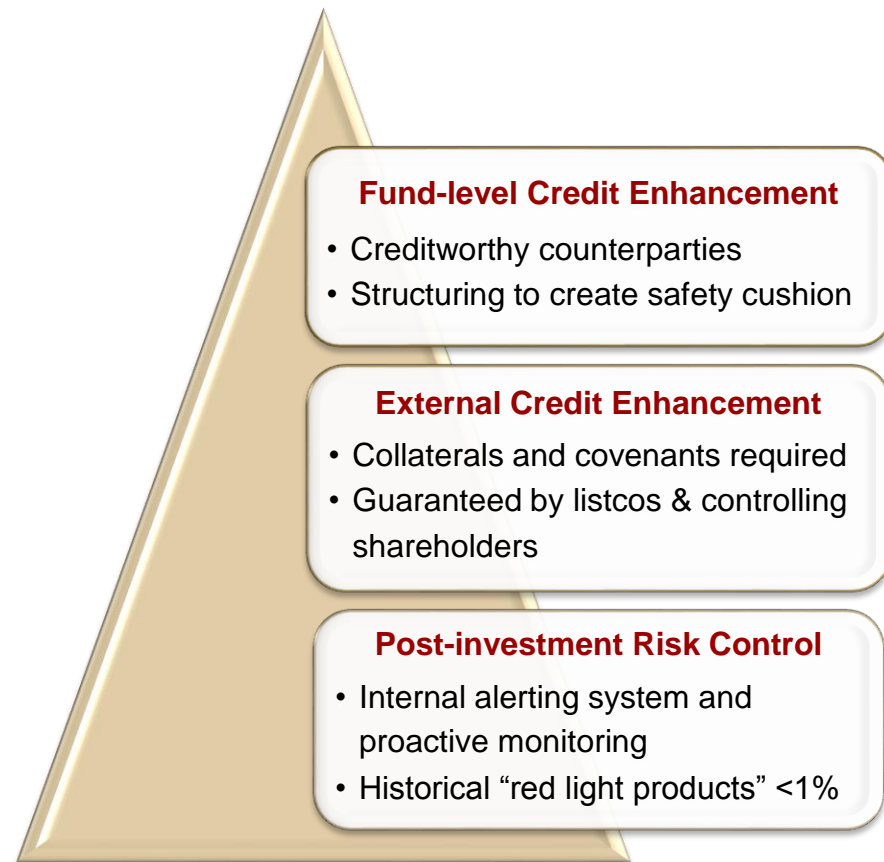 Fund-level Credit Enhancement
• Creditworthy counterparties
• Structuring to create safety cushion
External Credit Enhancement
• Collaterals and covenants required
• Guaranteed by listcos & controlling
shareholders
Post-investment Risk Control
• Internal alerting system and
proactive monitoring
• Historical “red light products” <1%